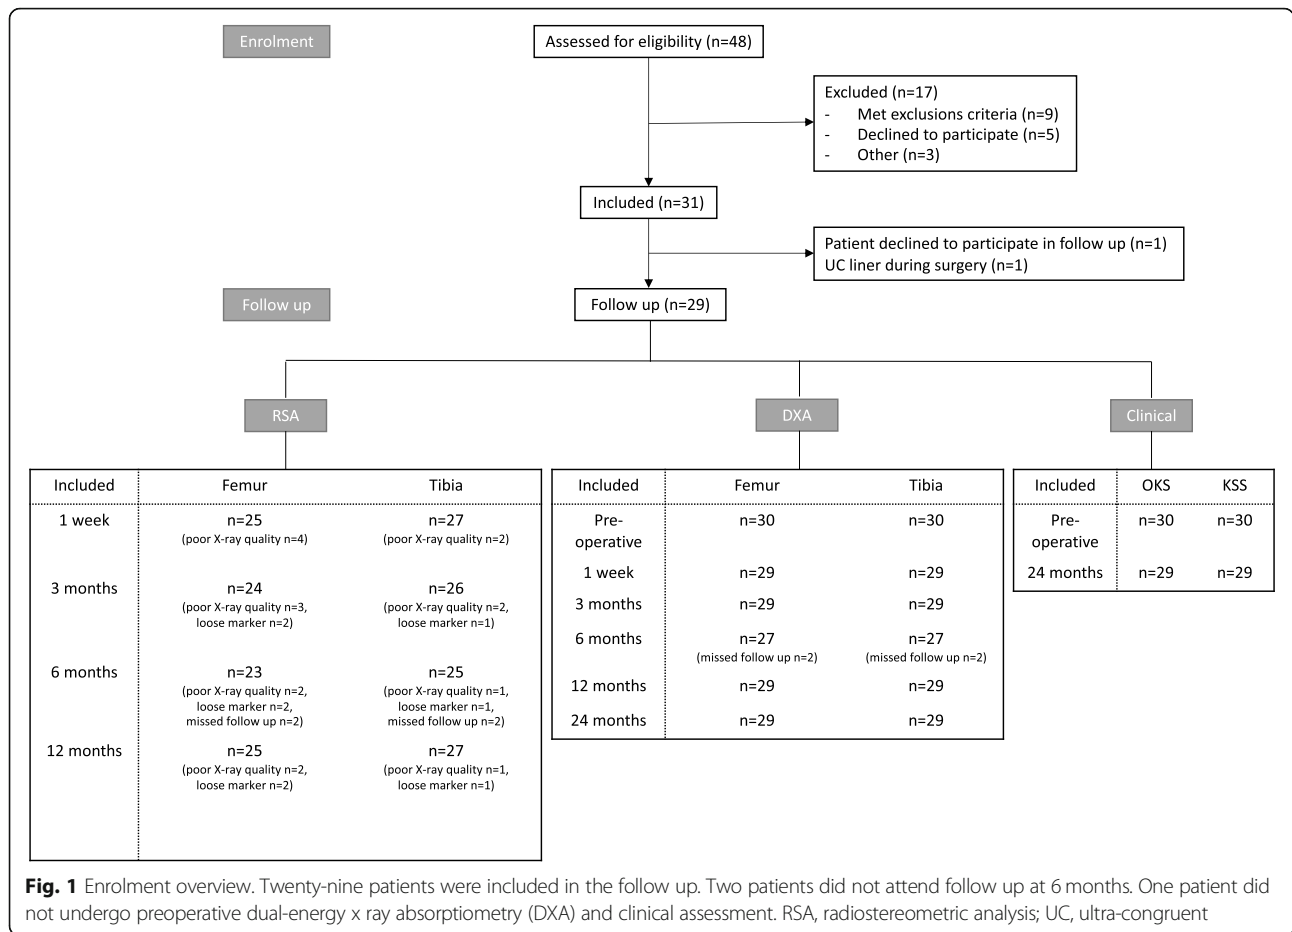 Enrolment
Assessed for eligibility (n=48)
Excluded (n=17)
- Met exclusions criteria (n=9)
- Declined to participate (n=5)
- Other (n=3)
Included (n=31)
Patient declined to participate in follow up (n=1)
UC liner during surgery (n=1)
Follow up
Follow up (n=29)
RSA
Included Femur Tibia
1 week n=25 n=27
(poor X-ray quality n=4) (poor X-ray quality n=2)
3 months n=24 n=26
(poor X-ray quality n=3, (poor X-ray quality n=2,
loose marker n=2) loose marker n=1)
6 months n=23 n=25
(poor X-ray quality n=2, (poor X-ray quality n=1,
loose marker n=2, loose marker n=1,
missed follow up n=2) missed follow up n=2)
12 months n=25 n=27
(poor X-ray quality n=2, (poor X-ray quality n=1,
loose marker n=2) loose marker n=1)
DXA
Included Femur Tibia
Pre- n=30 n=30
operative
1 week n=29 n=29
3 months n=29 n=29
6 months n=27 n=27
(missed follow up n=2) (missed follow up n=2)
12 months n=29 n=29
24 months n=29 n=29
Clinical
Included OKS KSS
Pre- n=30 n=30
operative
24 months n=29 n=29
Fig. 1 Enrolment overview. Twenty-nine patients were included in the follow up. Two patients did not attend follow up at 6 months. One patient did
not undergo preoperative dual-energy x ray absorptiometry (DXA) and clinical assessment. RSA, radiostereometric analysis; UC, ultra-congruent